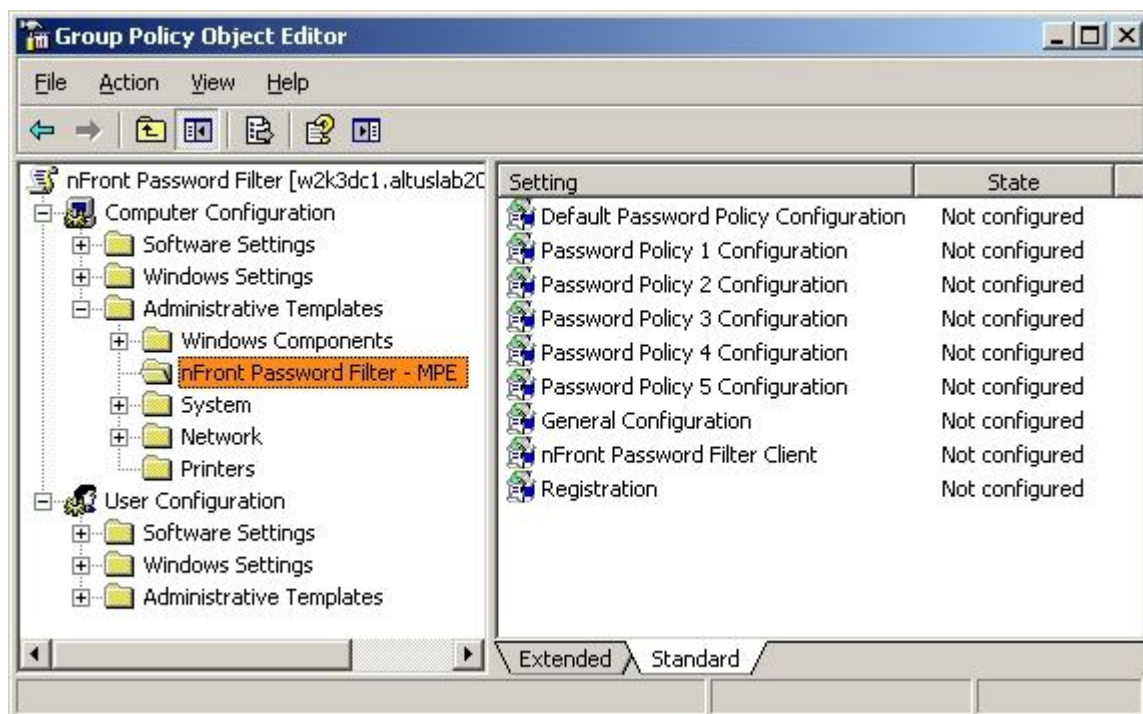 Group Policy Object Editor
File Action View Help
nFront Password Filter [w2k3dc1.altuslab20
Computer Configuration
Software Settings
Windows Settings
Administrative Templates
Windows Components
nFront Password Filter - MPE
System
Network
Printers
User Configuration
Software Settings
Windows Settings
Administrative Templates
Setting State
Default Password Policy Configuration Not configured
Password Policy 1 Configuration Not configured
Password Policy 2 Configuration Not configured
Password Policy 3 Configuration Not configured
Password Policy 4 Configuration Not configured
Password Policy 5 Configuration Not configured
General Configuration Not configured
nFront Password Filter Client Not configured
Registration Not configured
Extended Standard